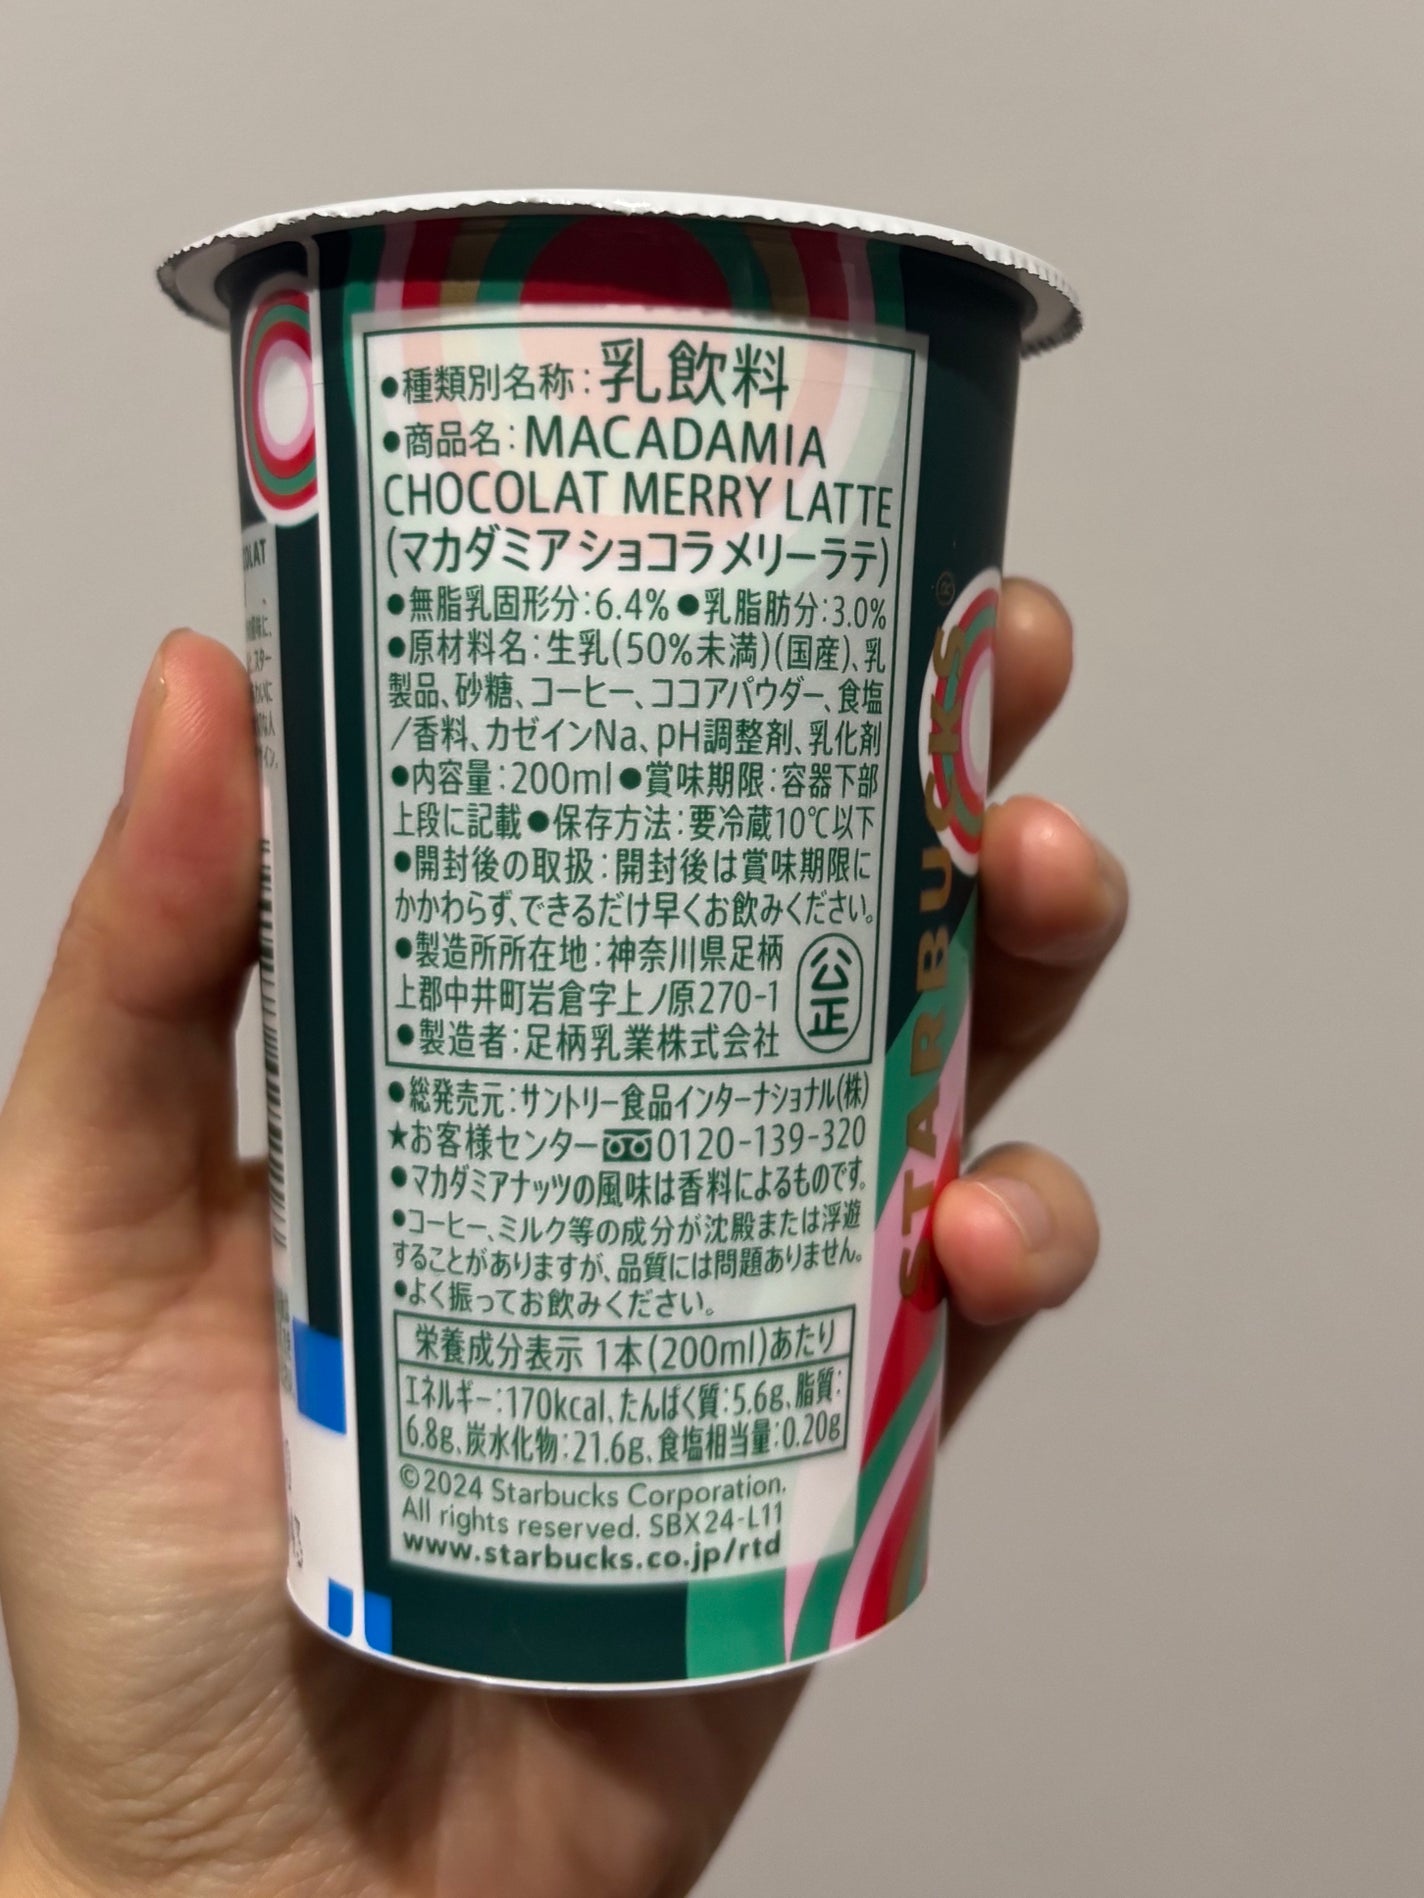 ●種類別名称:乳飲料
●商品名:MACADAMIA
CHOCOLAT MERRY LATTE
(マカダミアショコラメリーラテ)
●無脂乳固形分:6.4%●乳脂肪分:3.0%
●原材料名:生乳(50%未満)(国産)、乳
製品、砂糖、コーヒー、ココアパウダー、食塩
/香料、カゼインNa、pH調整剤、乳化剤
●内容量:200ml●賞味期限:容器下部
上段に記載●保存方法:要冷蔵10℃以下
●開封後の取扱:開封後は賞味期限に
かかわらず、できるだけ早くお飲みください。
●製造所所在地:神奈川県足柄
上郡中井町岩倉字上ノ原270-1
●製造者:足柄乳業株式会社
公正
●総発売元:サントリー食品インターナショナル(株)
★お客様センター 0120-139-320
●マカダミアナッツの風味は香料によるものです。
●コーヒー、ミルク等の成分が沈殿または浮遊
することがありますが、品質には問題ありません。
●よく振ってお飲みください。
栄養成分表示 1本(200ml)あたり
エネルギー:170kcal、たんぱく質:5.6g、脂質:
6.8g、炭水化物:21.6g、食塩相当量:0.20g
©2024 Starbucks Corporation.
All rights reserved. SBX24-L11
www.starbucks.co.jp/rtd
STARBUCKS